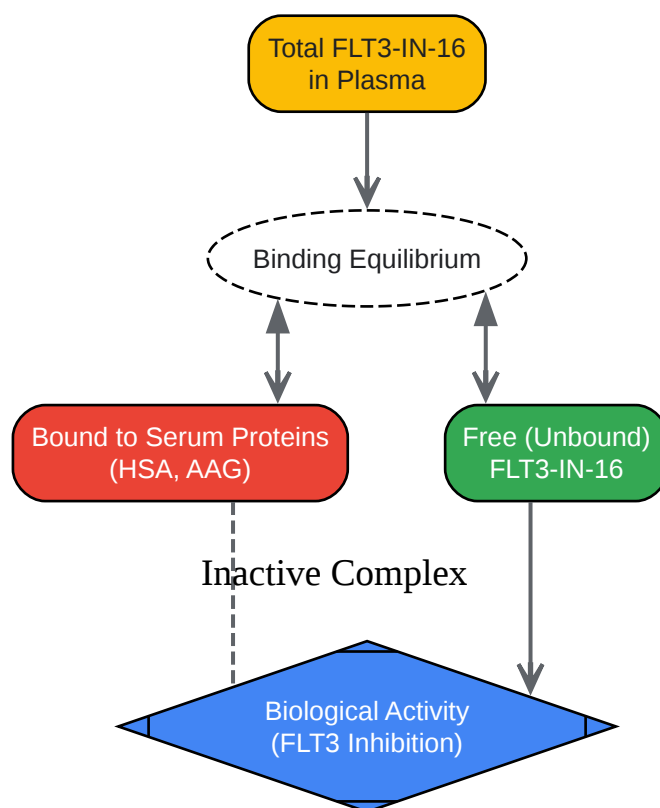 Total FLT3-IN-16
in Plasma
Binding Equilibrium
Bound to Serum Proteins
(HSA, AAG)
Free (Unbound)
FLT3-IN-16
Inactive Complex
Biological Activity
(FLT3 Inhibition)